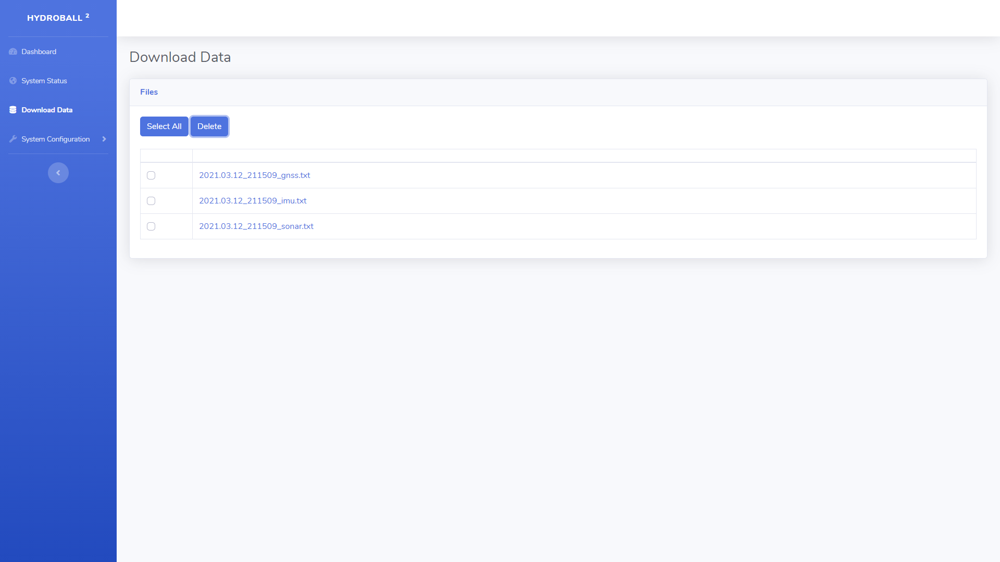 HYDROBALL 2
Dashboard
System Status
Download Data
System Configuration
Download Data
Files
Select All Delete
2021.03.12_211509_gnss.txt
2021.03.12_211509_imu.txt
2021.03.12_211509_sonar.txt